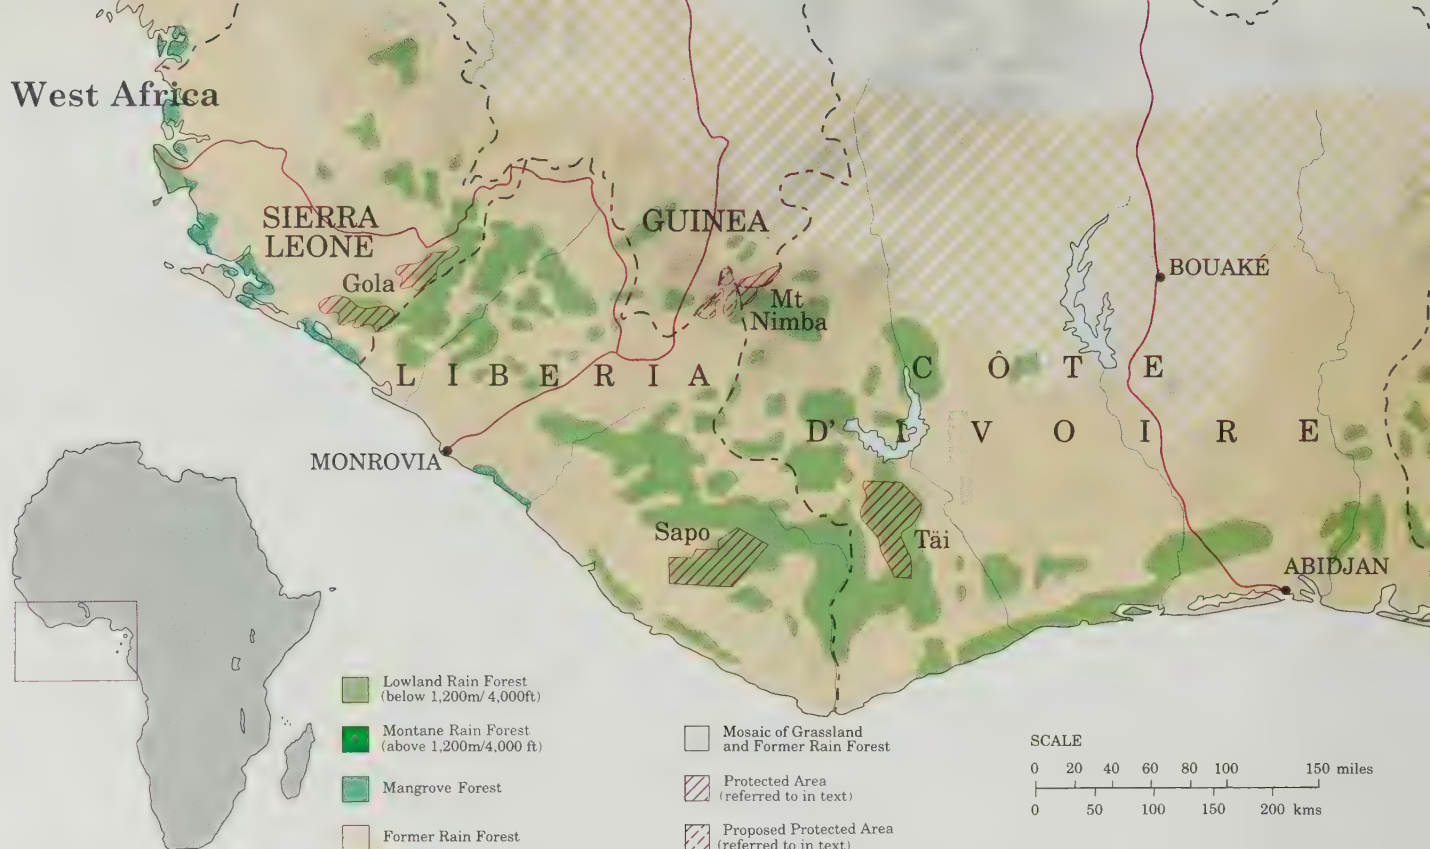 West Africa
SIERRA
LEONE
GUINEA
Gola
Mt
Nimba
BOUAKÉ
L I B E R I A
C Ô T E
D' I V O I R E
MONROVIA
Sapo
Täi
ABIDJAN
Lowland Rain Forest
(below 1,200m/4,000ft)
Montane Rain Forest
(above 1,200m/4,000 ft)
Mangrove Forest
Former Rain Forest
Mosaic of Grassland
and Former Rain Forest
Protected Area
(referred to in text)
Proposed Protected Area
(referred to in text)
SCALE
0 20 40 60 80 100 150 miles
0 50 100 150 200 kms